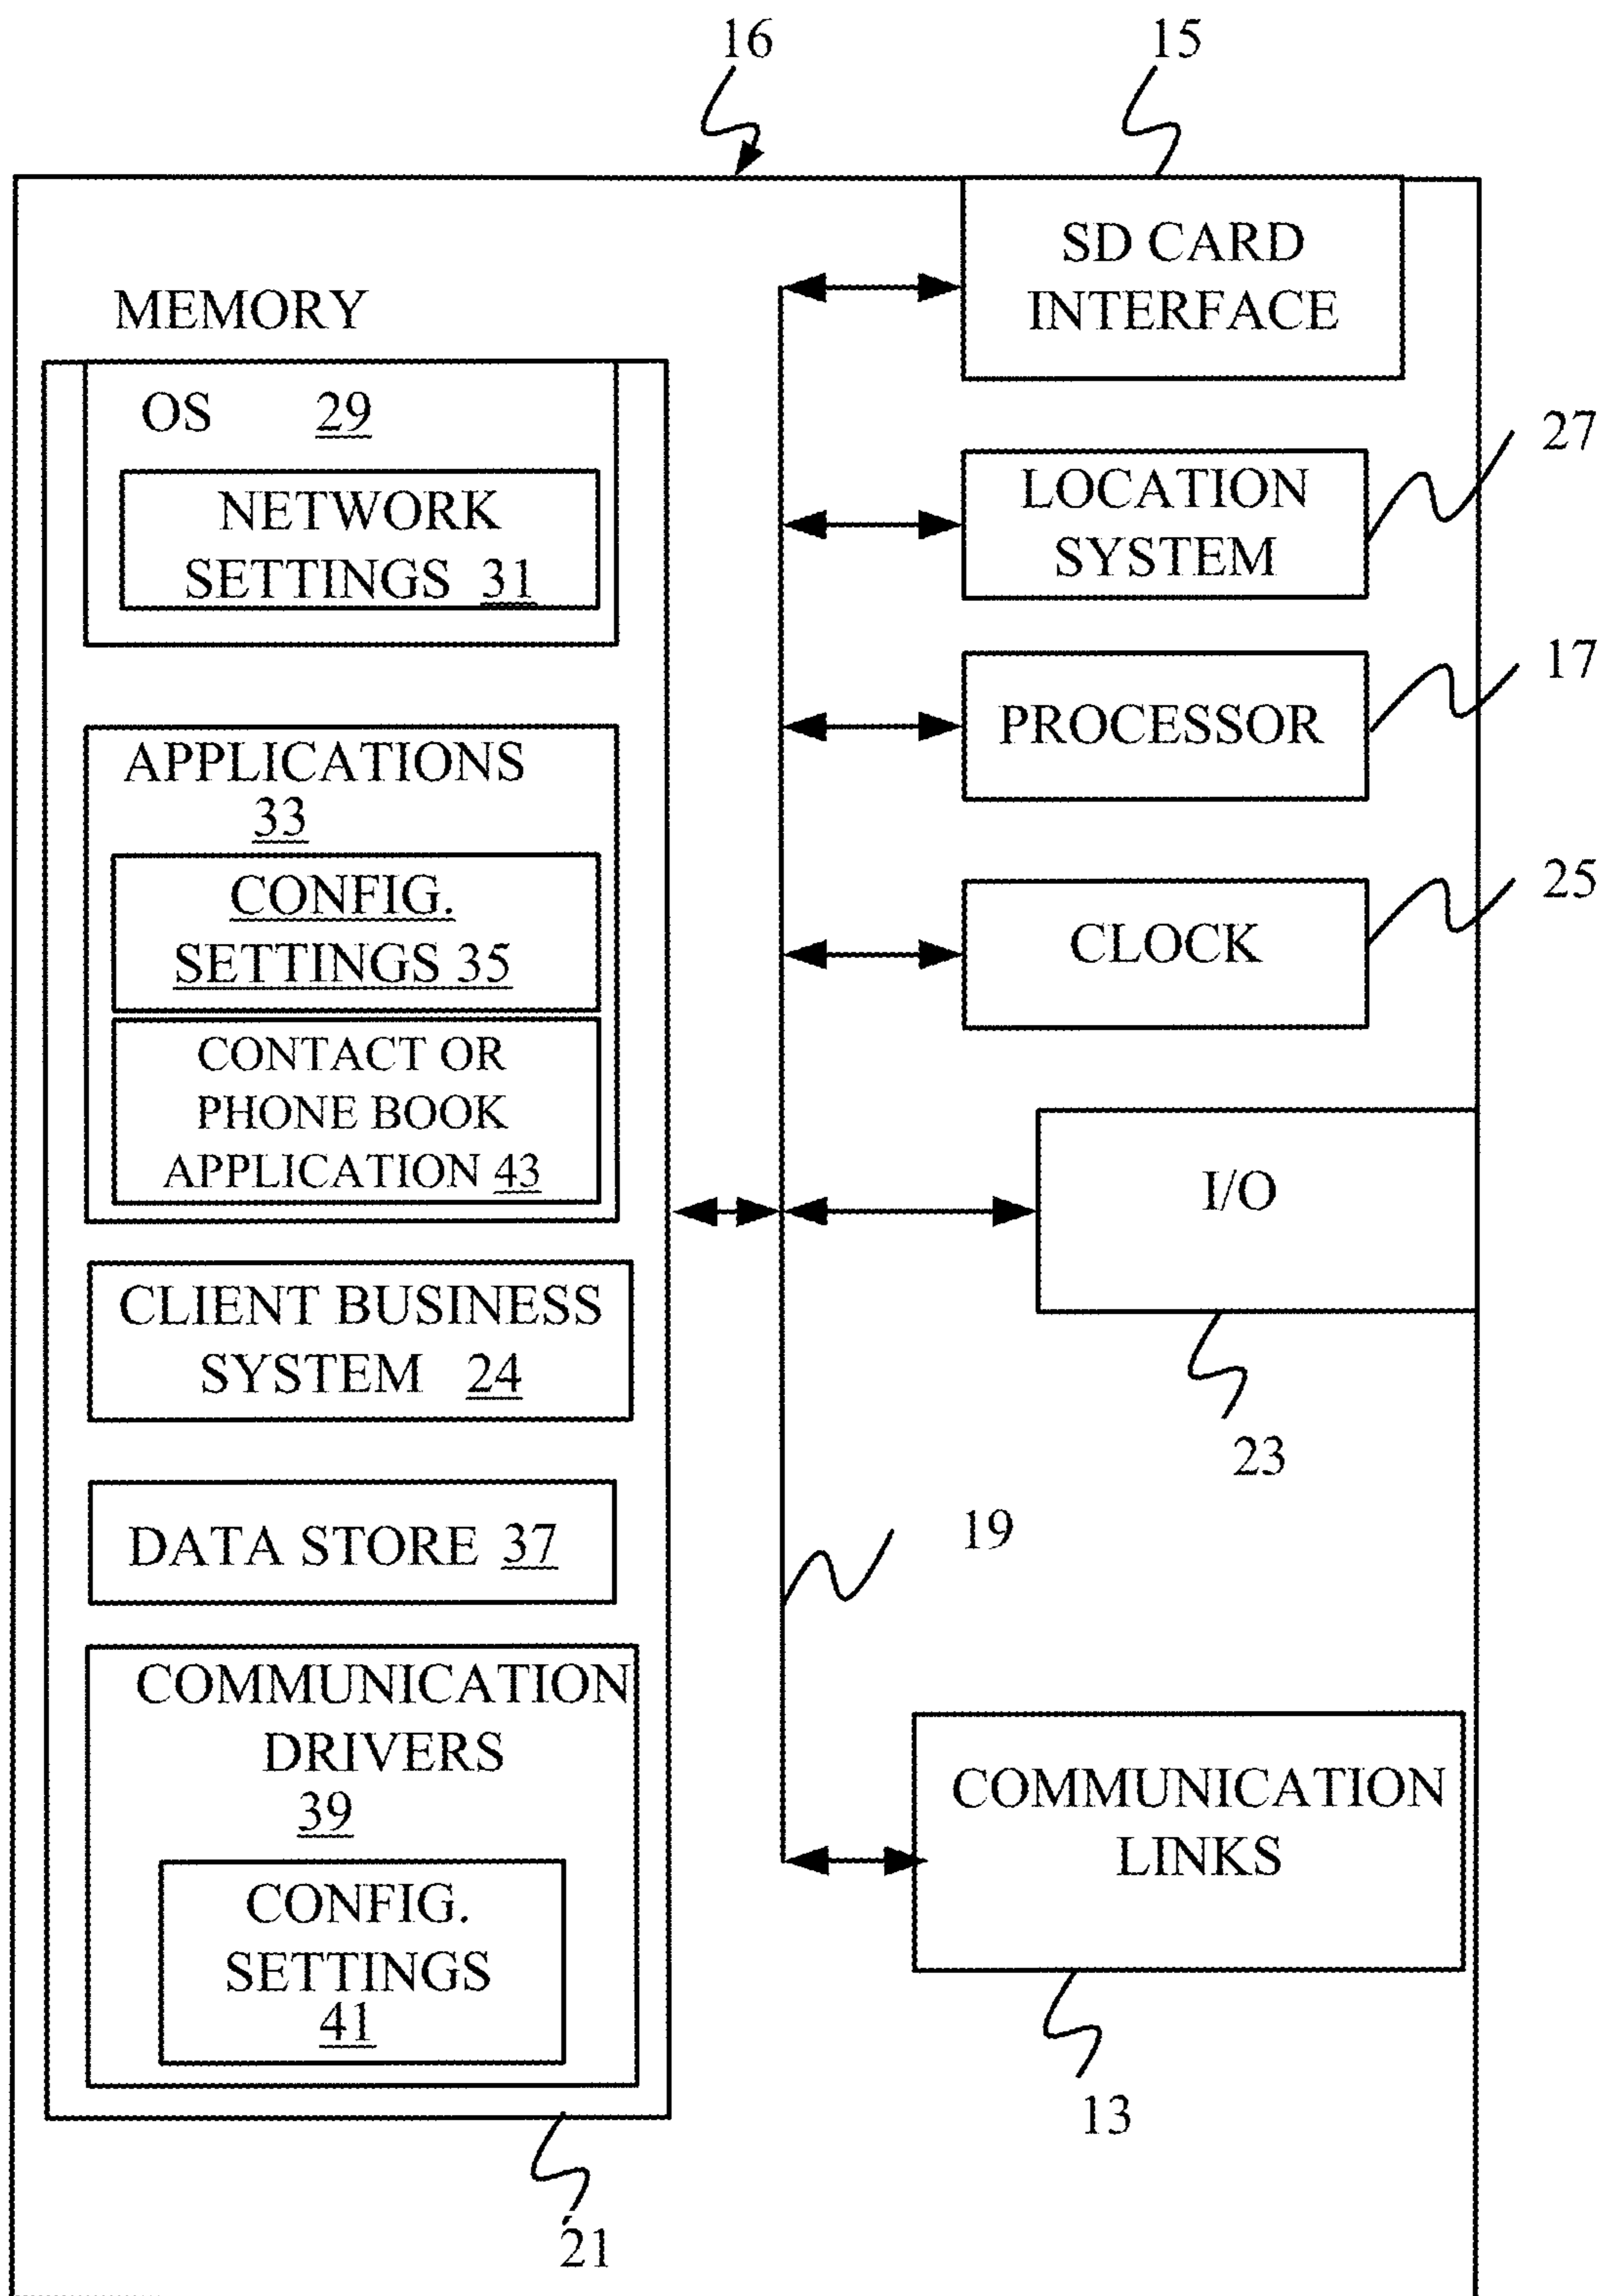 16
15
SD CARD
INTERFACE
MEMORY
OS 29
NETWORK
SETTINGS 31
27
LOCATION
SYSTEM
17
PROCESSOR
APPLICATIONS
33
CONFIG.
SETTINGS 35
25
CLOCK
CONTACT OR
PHONE BOOK
APPLICATION 43
I/O
23
CLIENT BUSINESS
SYSTEM 24
19
DATA STORE 37
COMMUNICATION
DRIVERS
39
CONFIG.
SETTINGS
41
COMMUNICATION
LINKS
13
21